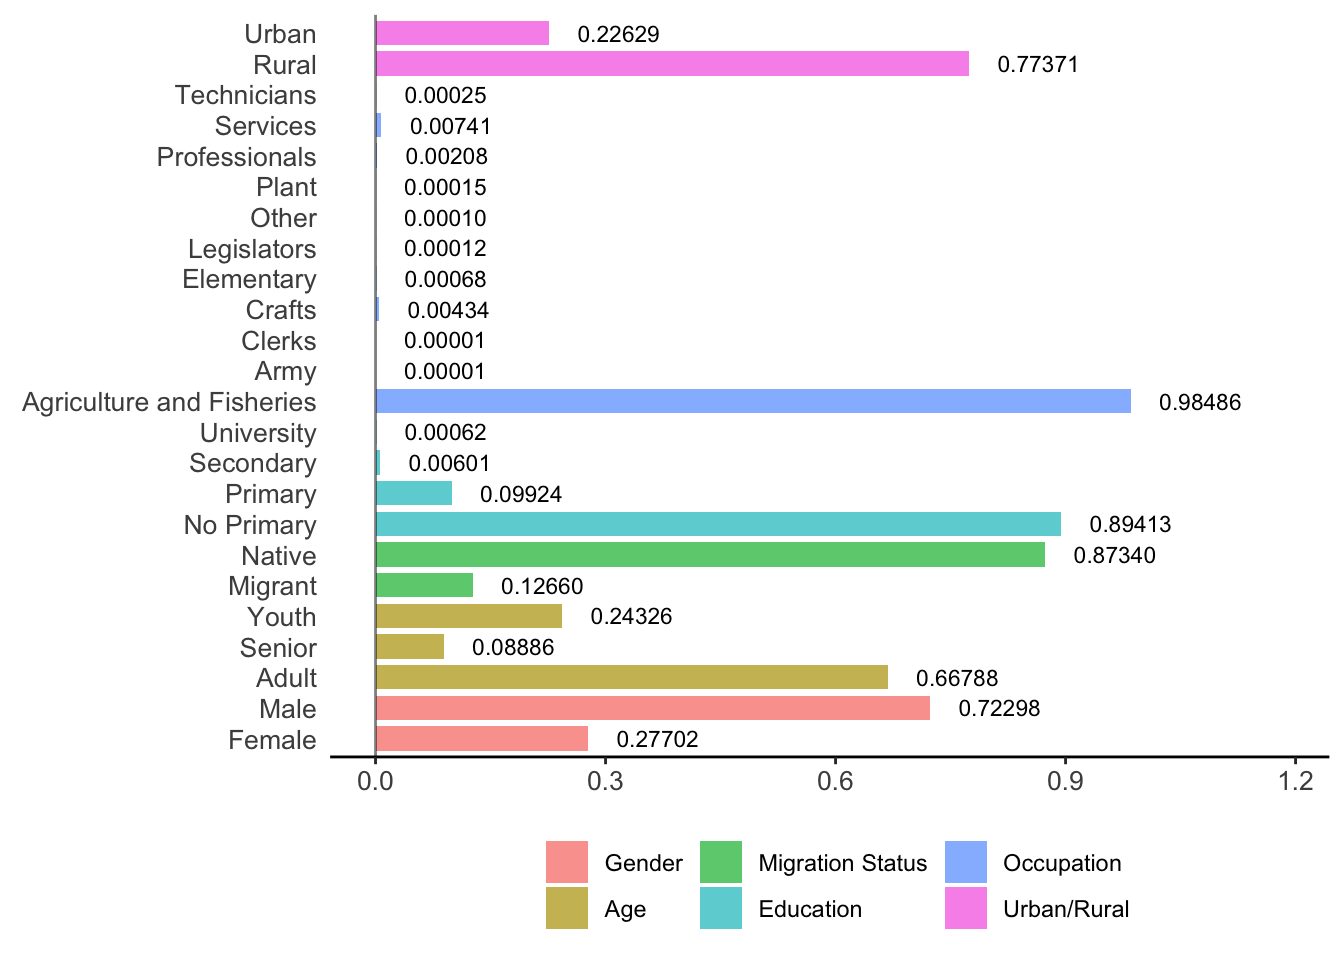 Urban 0.22629
Rural 0.77371
Technicians 0.00025
Services 0.00741
Professionals 0.00208
Plant 0.00015
Other 0.00010
Legislators 0.00012
Elementary 0.00068
Crafts 0.00434
Clerks 0.00001
Army 0.00001
Agriculture and Fisheries 0.98486
University 0.00062
Secondary 0.00601
Primary 0.09924
No Primary 0.89413
Native 0.87340
Migrant 0.12660
Youth 0.24326
Senior 0.08886
Adult 0.66788
Male 0.72298
Female 0.27702
0.0 0.3 0.6 0.9 1.2
Gender Migration Status Occupation
Age Education Urban/Rural